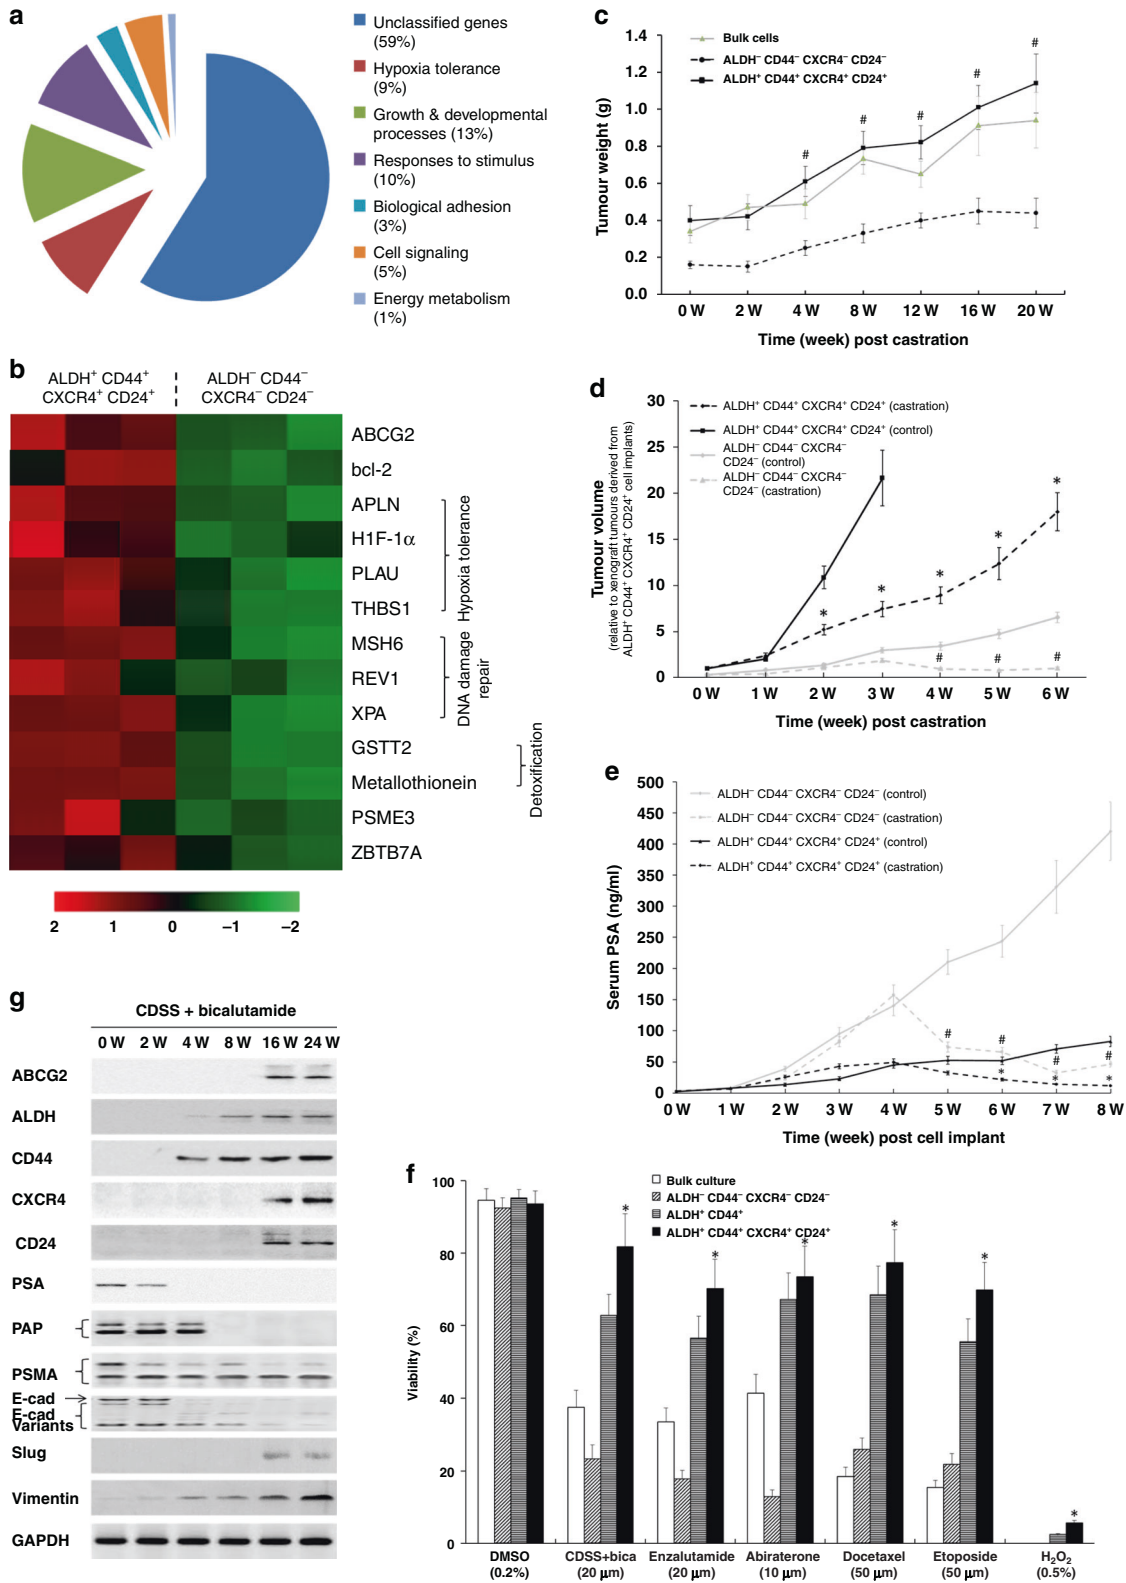 a
Unclassified genes
(59%)
Hypoxia tolerance
(9%)
Growth & developmental
processes (13%)
Responses to stimulus
(10%)
Biological adhesion
(3%)
Cell signaling
(5%)
Energy metabolism
(1%)
b
ALDH⁺ CD44⁺
CXCR4⁺ CD24⁺
ALDH⁻ CD44⁻
CXCR4⁻ CD24⁻
ABCG2
bcl-2
APLN
H1F-1α
PLAU
THBS1
MSH6
REV1
XPA
GSTT2
Metallothionein
PSME3
ZBTB7A
Hypoxia tolerance
DNA damage
repair
Detoxification
2 1 0 –1 –2
c
Bulk cells
ALDH⁻ CD44⁻ CXCR4⁻ CD24⁻
ALDH⁺ CD44⁺ CXCR4⁺ CD24⁺
Tumour weight (g)
1.4
1.2
1.0
0.8
0.6
0.4
0.2
0.0
# # # # #
0 W 2 W 4 W 8 W 12 W 16 W 20 W
Time (week) post castration
d
ALDH⁺ CD44⁺ CXCR4⁺ CD24⁺ (castration)
ALDH⁺ CD44⁺ CXCR4⁺ CD24⁺ (control)
ALDH⁻ CD44⁻ CXCR4⁻
CD24⁻ (control)
ALDH⁻ CD44⁻ CXCR4⁻
CD24⁻ (castration)
Tumour volume
(relative to xenograft tumours derived from
ALDH⁺ CD44⁺ CXCR4⁺ CD24⁺ cell implants)
30
25
20
15
10
5
0
* * * * *
# # #
0 W 1 W 2 W 3 W 4 W 5 W 6 W
Time (week) post castration
e
ALDH⁻ CD44⁻ CXCR4⁻ CD24⁻ (control)
ALDH⁻ CD44⁻ CXCR4⁻ CD24⁻ (castration)
ALDH⁺ CD44⁺ CXCR4⁺ CD24⁺ (control)
ALDH⁺ CD44⁺ CXCR4⁺ CD24⁺ (castration)
Serum PSA (ng/ml)
500
450
400
350
300
250
200
150
100
50
0
# # # #
* * *
0 W 1 W 2 W 3 W 4 W 5 W 6 W 7 W 8 W
Time (week) post cell implant
f
Bulk culture
ALDH⁻ CD44⁻ CXCR4⁻ CD24⁻
ALDH⁺ CD44⁺
ALDH⁺ CD44⁺ CXCR4⁺ CD24⁺
Viability (%)
100
80
60
40
20
0
* * * * * *
DMSO
(0.2%)
CDSS+bica
(20 μm)
Enzalutamide
(20 μm)
Abiraterone
(10 μm)
Docetaxel
(50 μm)
Etoposide
(50 μm)
H₂O₂
(0.5%)
g
CDSS + bicalutamide
0 W 2 W 4 W 8 W 16 W 24 W
ABCG2
ALDH
CD44
CXCR4
CD24
PSA
PAP
PSMA
E-cad
E-cad
Variants
Slug
Vimentin
GAPDH